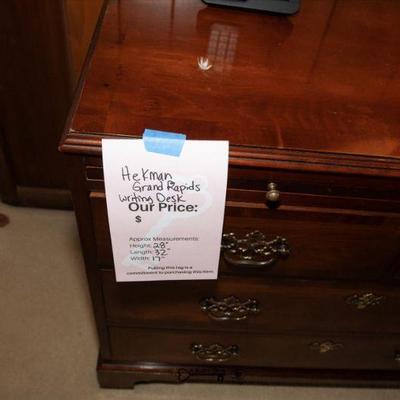 Hekman
Grand Rapids
Writing Desk
Our Price:
$
Approx Measurements:
Height: 28"
Length: 32"
Width: 17"
Pulling this tag is a
commitment to purchasing this item.